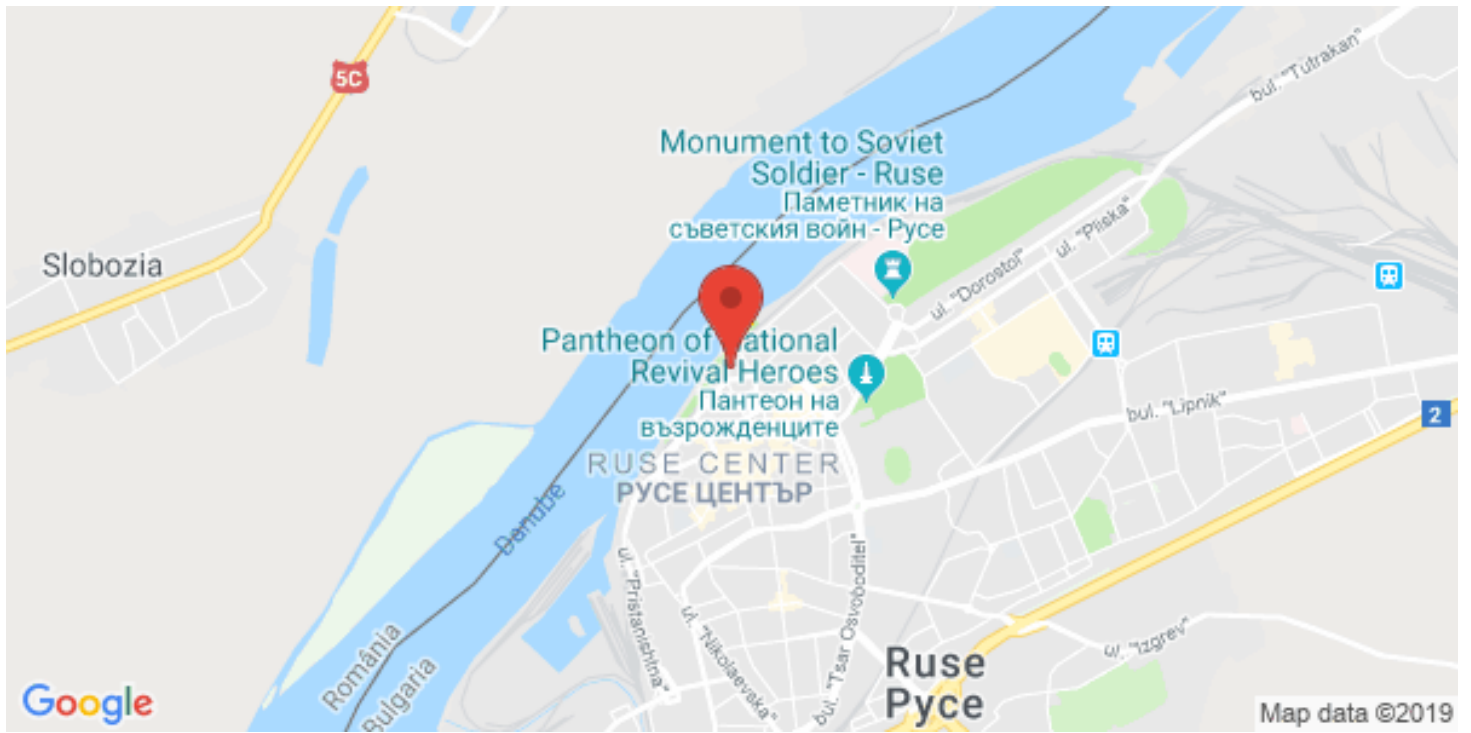 5C
bul. "Tutrakan"
Monument to Soviet
Soldier - Ruse
Паметник на
съветския войн - Русе
ul. "Pliska"
Slobozia
ul. "Dorostol"
Pantheon of National
Revival Heroes
Пантеон на
възрожденците
bul. "Lipnik"
2
RUSE CENTER
РУСЕ ЦЕНТЪР
Danube
ul. "Pristanishtna"
ul. "Nikolaevska"
bul. "Tsar Osvoboditel"
ul. "Izgrev"
România
Bulgaria
Ruse
Русе
Google
Map data ©2019